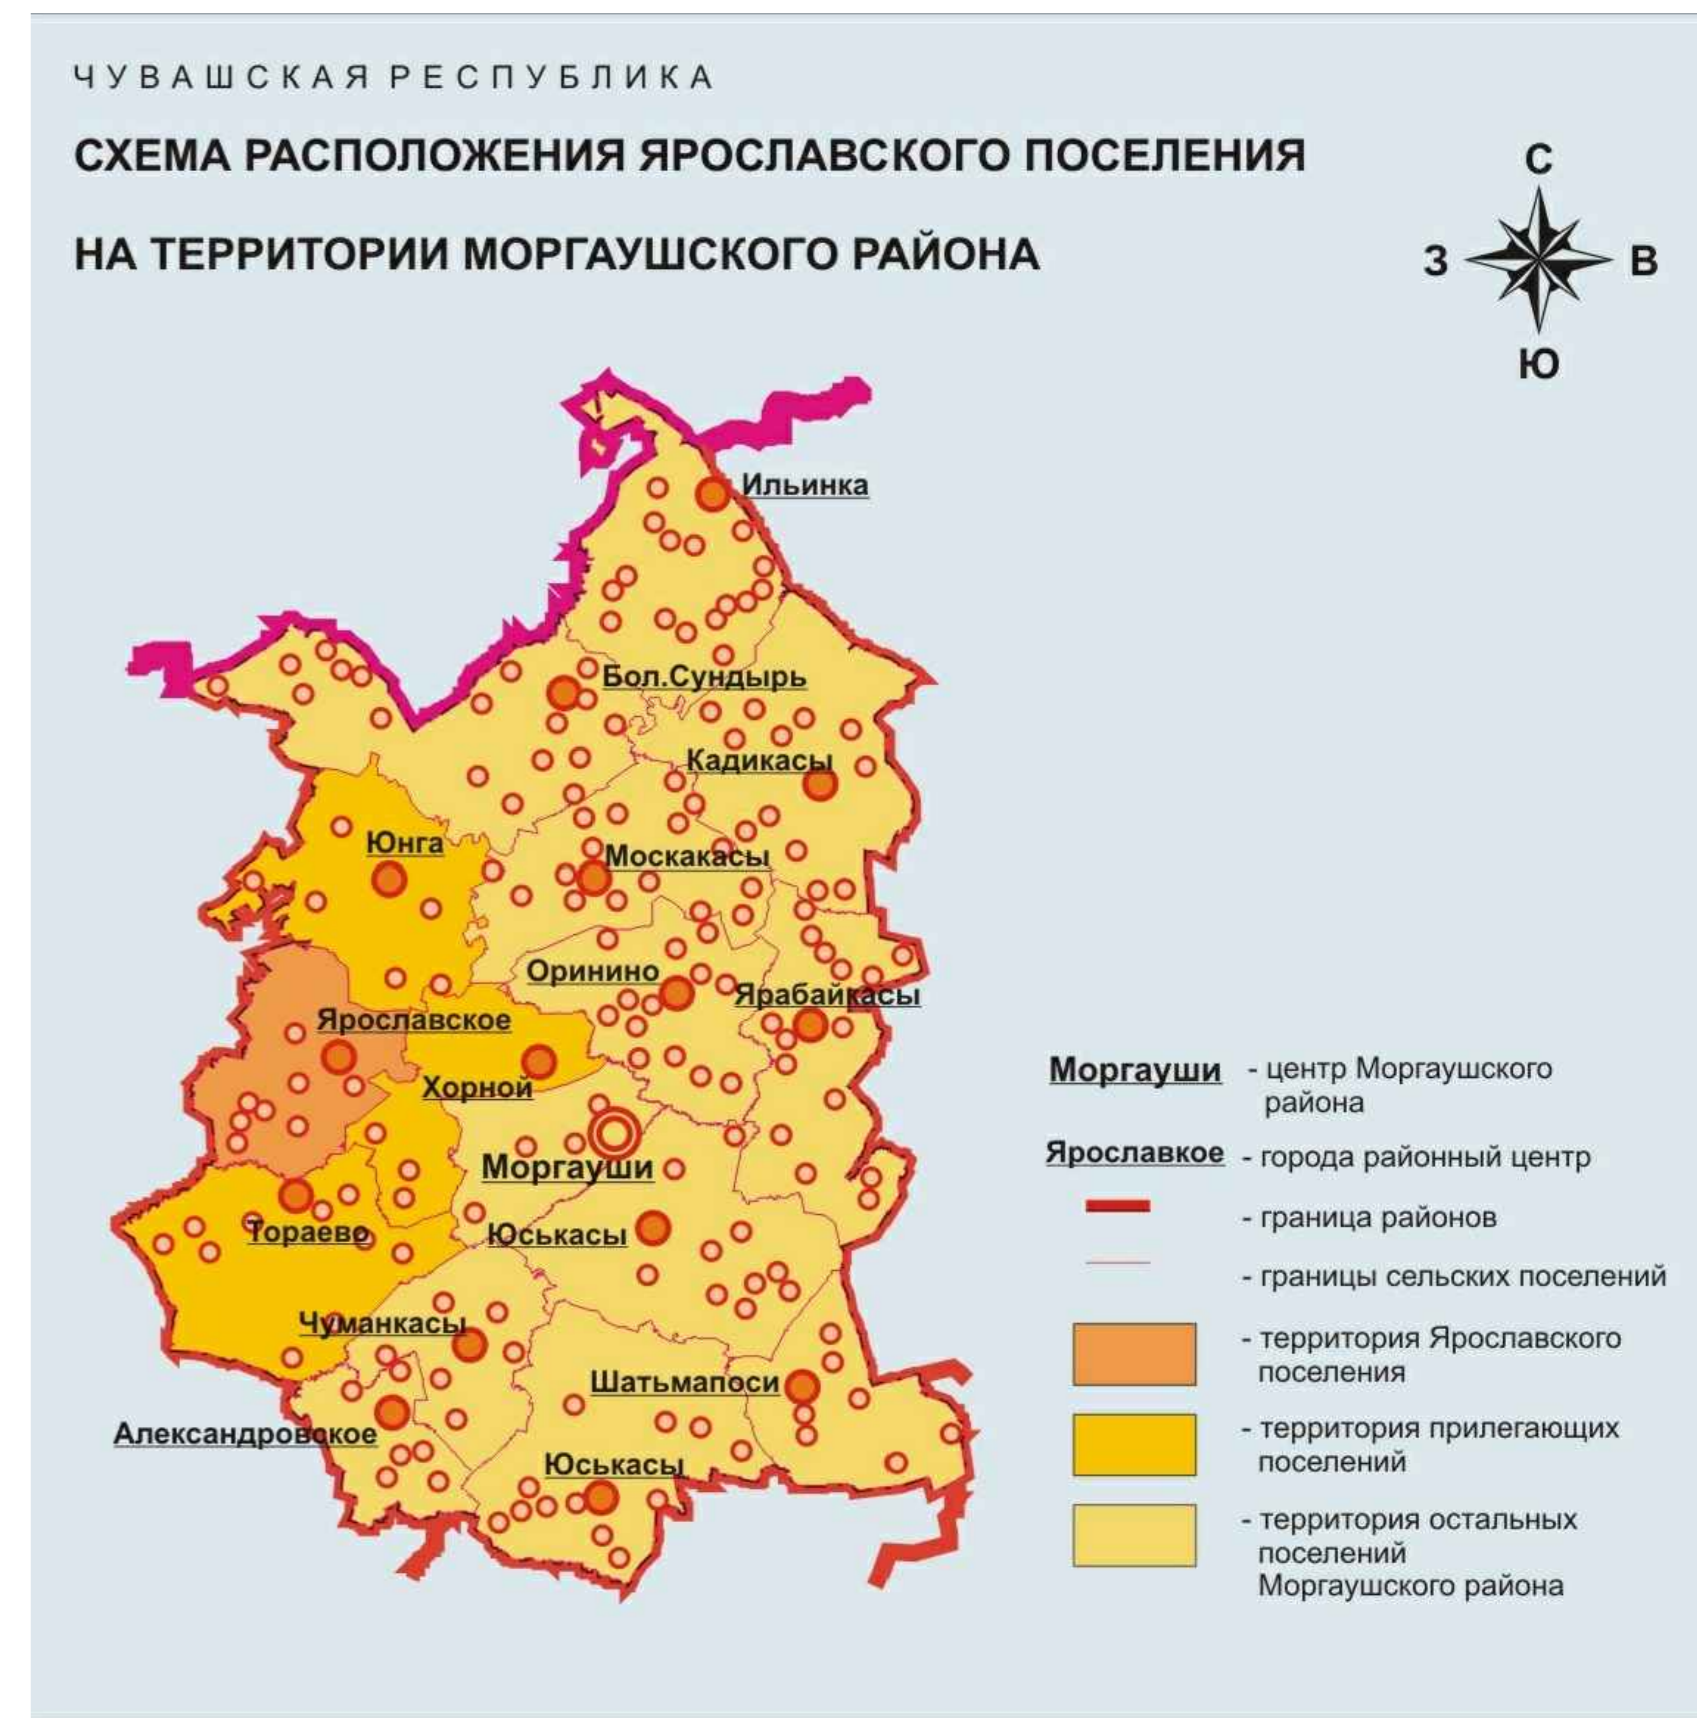 ЧУВАШСКАЯ РЕСПУБЛИКА
СХЕМА РАСПОЛОЖЕНИЯ ЯРОСЛАВСКОГО ПОСЕЛЕНИЯ
НА ТЕРРИТОРИИ МОРГАУШСКОГО РАЙОНА
С
З
В
Ю
Ильинка
Бол.Сундырь
Кадикасы
Юнга
Москакасы
Оринино
Ярабайкасы
Ярославское
Хорной
Моргауши
Тораево
Юськасы
Чуманкасы
Шатьмапоси
Александровское
Юськасы
Моргауши - центр Моргаушского
района
Ярославкое - города районный центр
- граница районов
- границы сельских поселений
- территория Ярославского
поселения
- территория прилегающих
поселений
- территория остальных
поселений
Моргаушского района